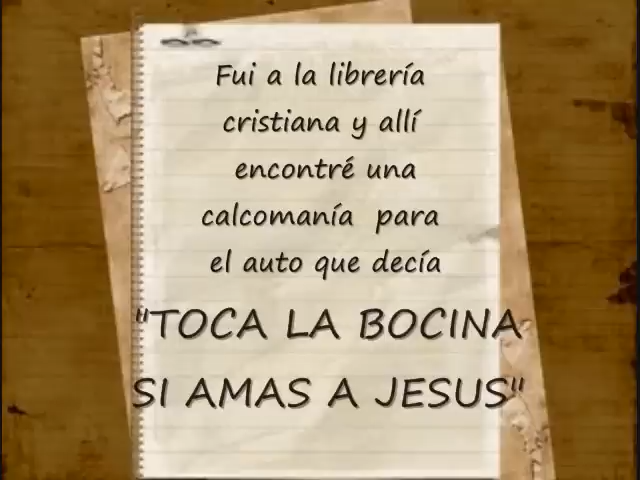 Fui a la librería
cristiana y allí
encontré una
calcomanía para
el auto que decía
"TOCA LA BOCINA
SI AMAS A JESUS"